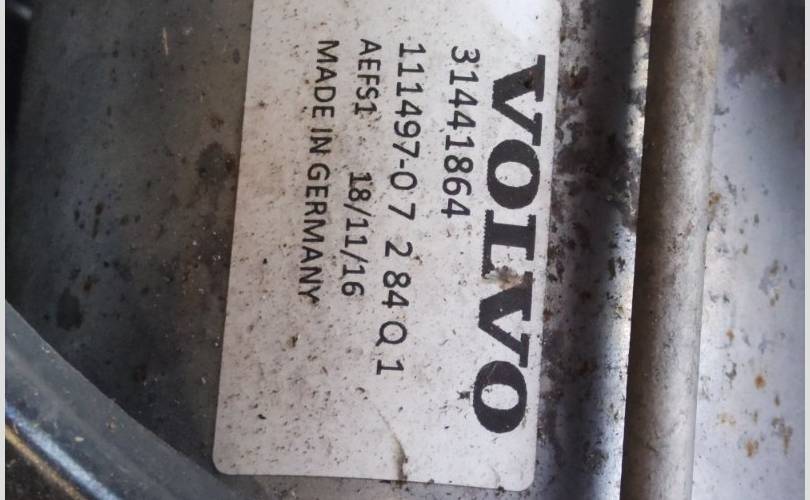 VOLVO
31441864
111497-0 7 2 84 Q 1
AEFS1 18/11/16
MADE IN GERMANY